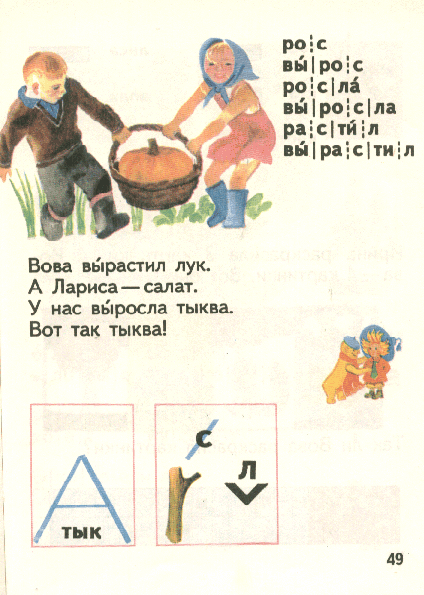 ро¦с
вы́|ро¦с
ро¦с|ла́
вы́|ро¦с|ла
ра¦с|ти́¦л
вы́|ра¦с|ти¦л
Вова вы́растил лук.
А Лариса — салат.
У нас вы́росла тыква.
Вот так тыква!
А
тык
с
л
49